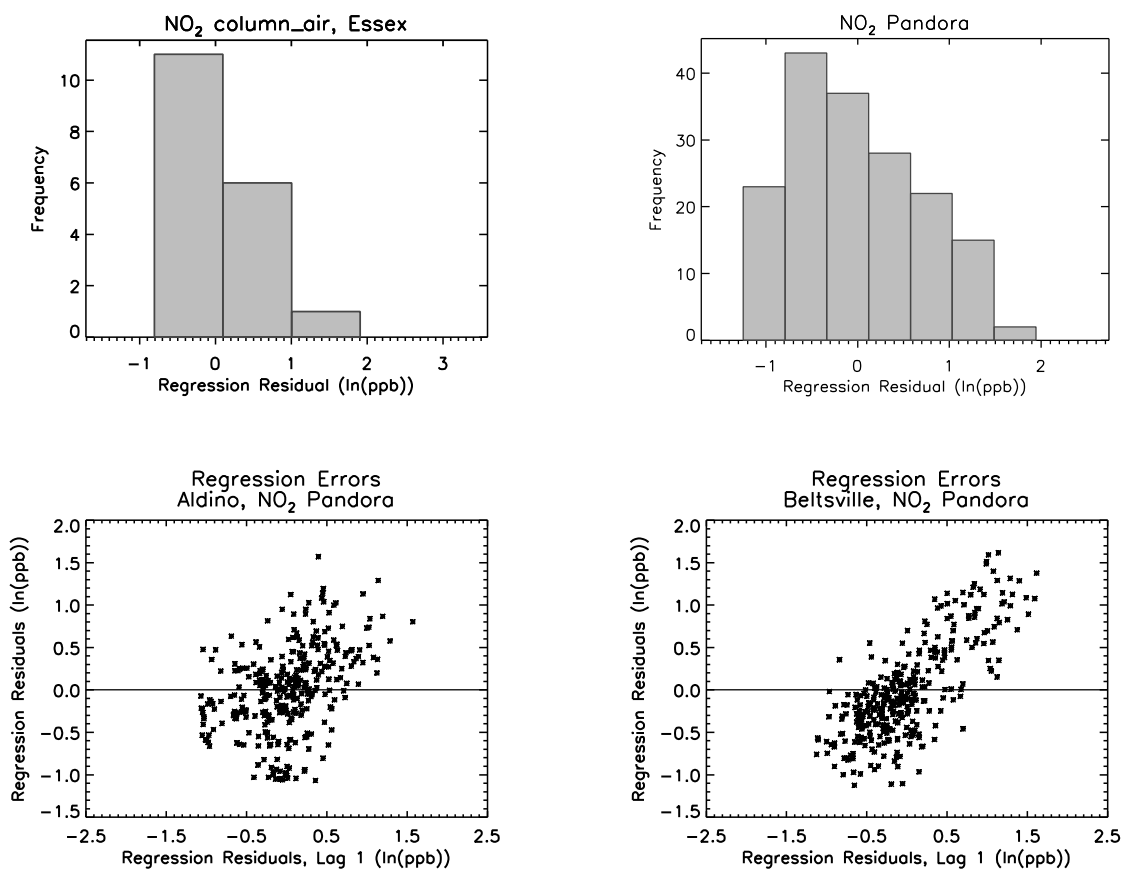 NO2 column_air, Essex
10
8
6
4
2
0
Frequency
-1 0 1 2 3
Regression Residual (ln(ppb))
NO2 Pandora
40
30
20
10
0
Frequency
-1 0 1 2
Regression Residual (ln(ppb))
Regression Errors
Aldino, NO2 Pandora
2.0
1.5
1.0
0.5
0.0
-0.5
-1.0
-1.5
Regression Residuals (ln(ppb))
-2.5 -1.5 -0.5 0.5 1.5 2.5
Regression Residuals, Lag 1 (ln(ppb))
Regression Errors
Beltsville, NO2 Pandora
2.0
1.5
1.0
0.5
0.0
-0.5
-1.0
-1.5
Regression Residuals (ln(ppb))
-2.5 -1.5 -0.5 0.5 1.5 2.5
Regression Residuals, Lag 1 (ln(ppb))